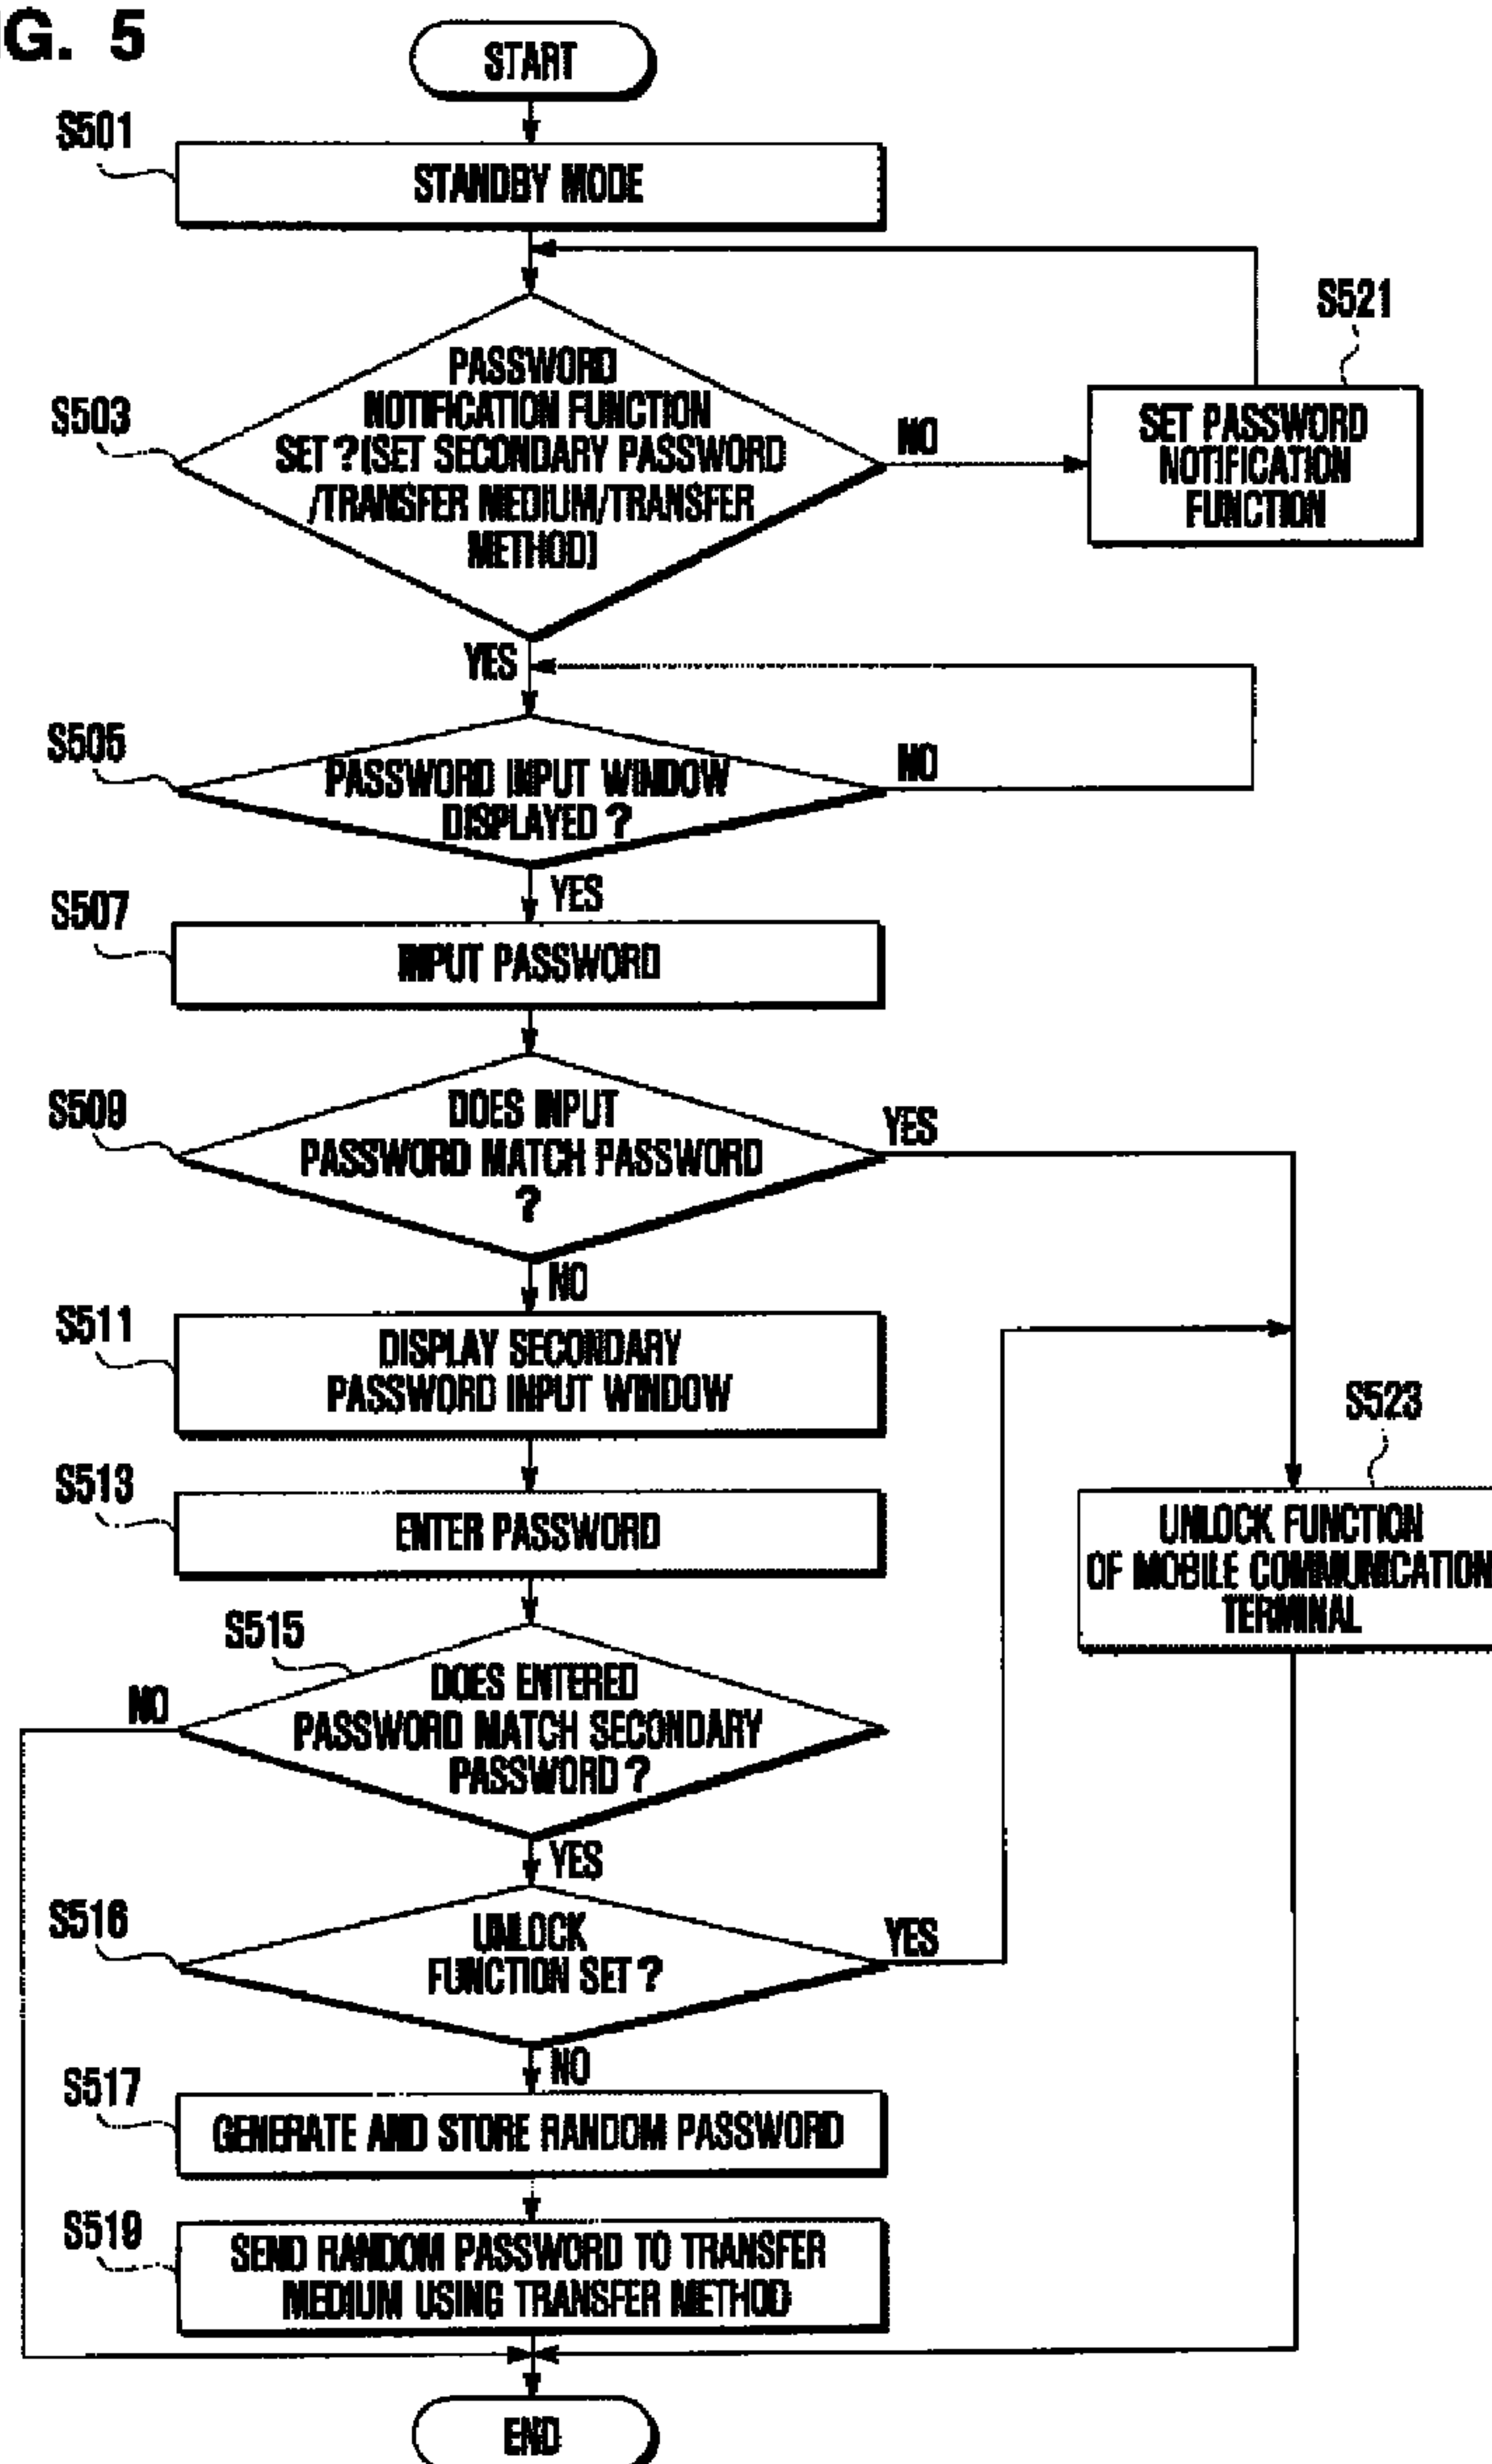 G. 5
START
S501
STANDBY MODE
S521
S503
PASSWORD
NOTIFICATION FUNCTION
SET?(SET SECONDARY PASSWORD
/TRANSFER MEDIUM/TRANSFER
METHOD)
NO
SET PASSWORD
NOTIFICATION
FUNCTION
YES
S505
PASSWORD INPUT WINDOW
DISPLAYED?
NO
YES
S507
INPUT PASSWORD
S509
DOES INPUT
PASSWORD MATCH PASSWORD
?
YES
NO
S511
DISPLAY SECONDARY
PASSWORD INPUT WINDOW
S523
UNLOCK FUNCTION
OF MOBILE COMMUNICATION
TERMINAL
S513
ENTER PASSWORD
S515
DOES ENTERED
PASSWORD MATCH SECONDARY
PASSWORD?
NO
YES
S516
UNLOCK
FUNCTION SET?
YES
NO
S517
GENERATE AND STORE RANDOM PASSWORD
S519
SEND RANDOM PASSWORD TO TRANSFER
MEDIUM USING TRANSFER METHOD
END